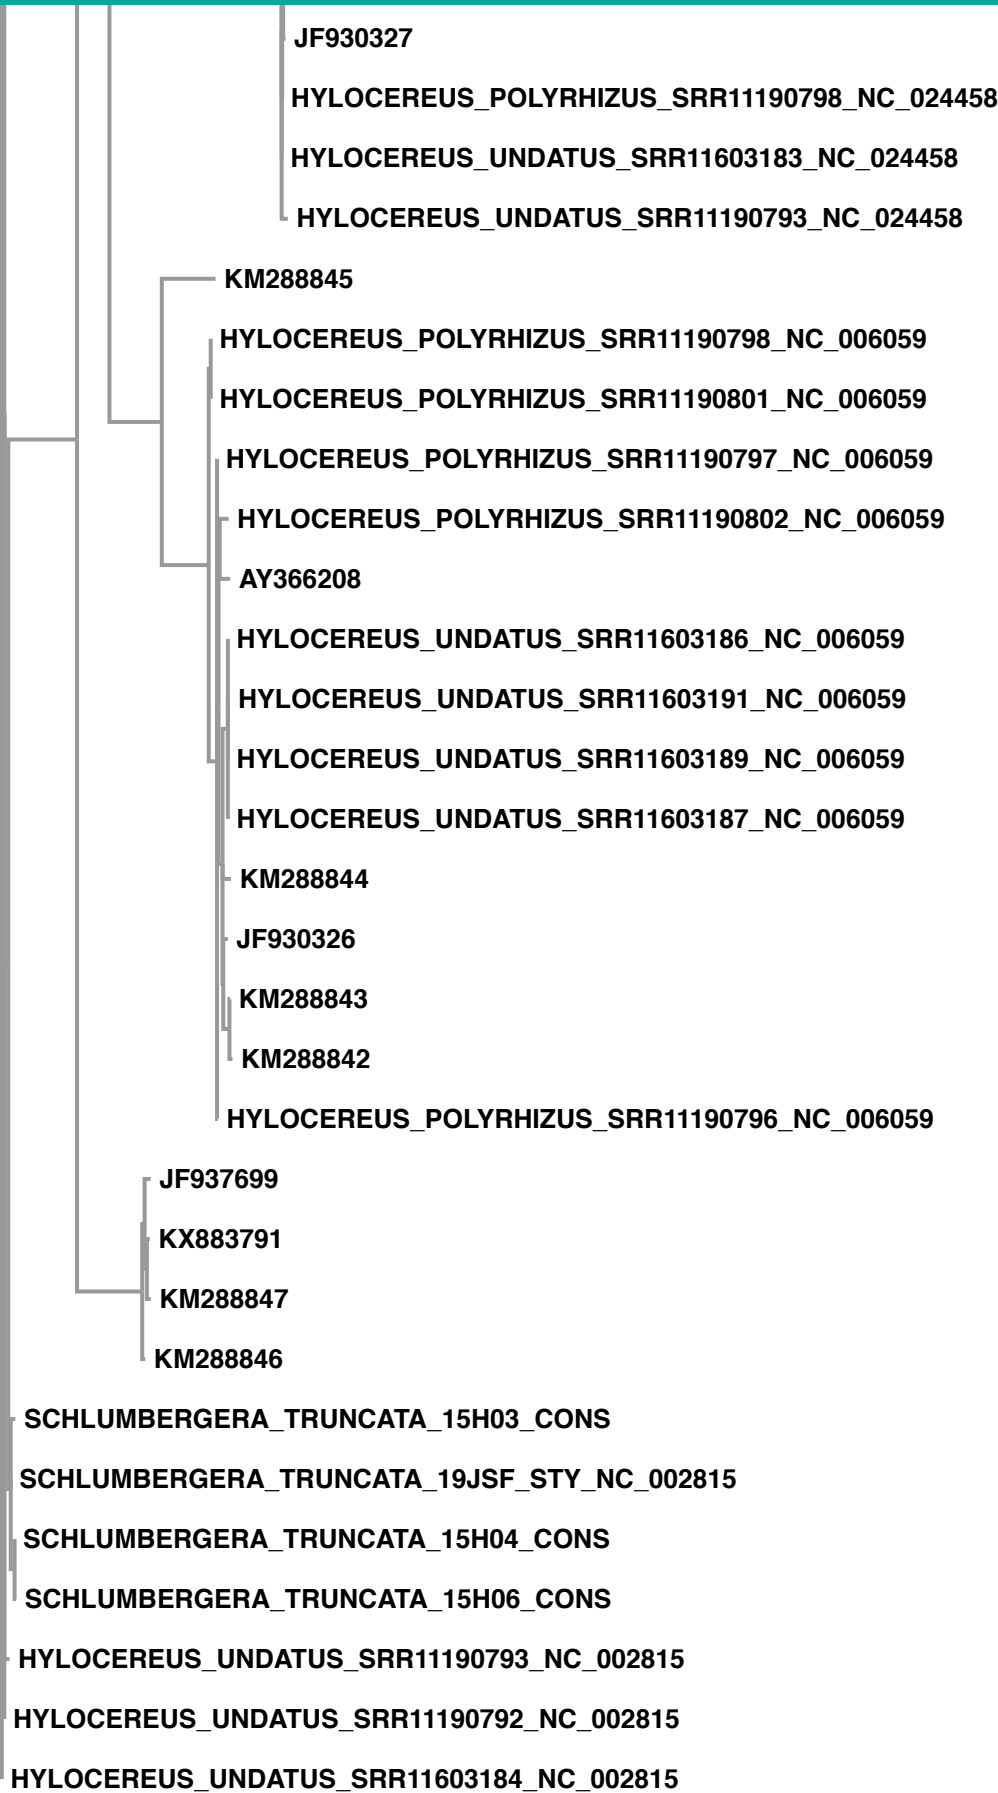 JF930327
HYLOCEREUS_POLYRHIZUS_SRR11190798_NC_024458
HYLOCEREUS_UNDATUS_SRR11603183_NC_024458
HYLOCEREUS_UNDATUS_SRR11190793_NC_024458
KM288845
HYLOCEREUS_POLYRHIZUS_SRR11190798_NC_006059
HYLOCEREUS_POLYRHIZUS_SRR11190801_NC_006059
HYLOCEREUS_POLYRHIZUS_SRR11190797_NC_006059
HYLOCEREUS_POLYRHIZUS_SRR11190802_NC_006059
AY366208
HYLOCEREUS_UNDATUS_SRR11603186_NC_006059
HYLOCEREUS_UNDATUS_SRR11603191_NC_006059
HYLOCEREUS_UNDATUS_SRR11603189_NC_006059
HYLOCEREUS_UNDATUS_SRR11603187_NC_006059
KM288844
JF930326
KM288843
KM288842
HYLOCEREUS_POLYRHIZUS_SRR11190796_NC_006059
JF937699
KX883791
KM288847
KM288846
SCHLUMBERGERA_TRUNCATA_15H03_CONS
SCHLUMBERGERA_TRUNCATA_19JSF_STY_NC_002815
SCHLUMBERGERA_TRUNCATA_15H04_CONS
SCHLUMBERGERA_TRUNCATA_15H06_CONS
HYLOCEREUS_UNDATUS_SRR11190793_NC_002815
HYLOCEREUS_UNDATUS_SRR11190792_NC_002815
HYLOCEREUS_UNDATUS_SRR11603184_NC_002815